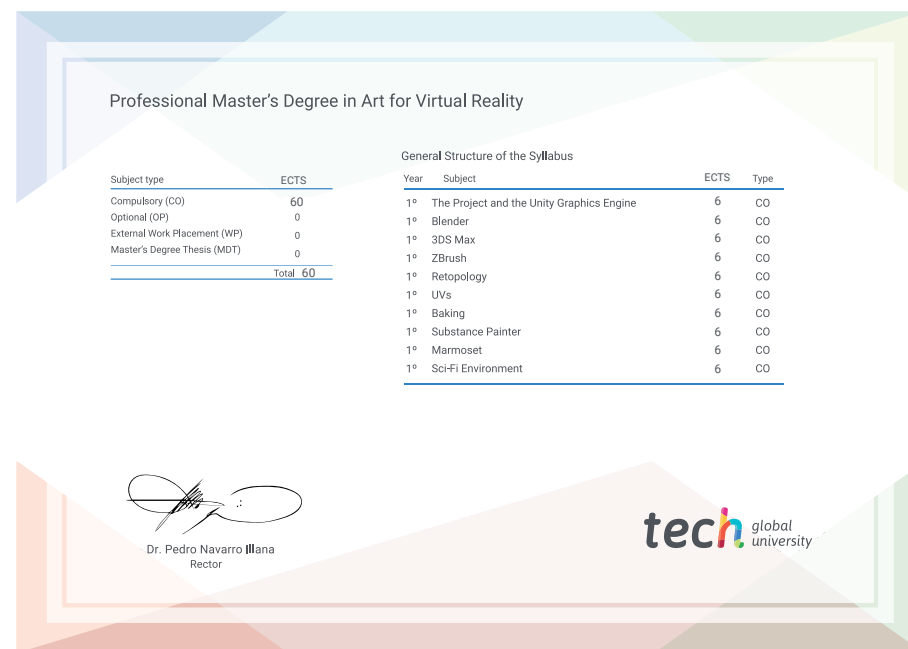 Professional Master's Degree in Art for Virtual Reality
Subject type ECTS
Compulsory (CO) 60
Optional (OP) 0
External Work Placement (WP) 0
Master's Degree Thesis (MDT) 0
Total 60
General Structure of the Syllabus
Year Subject ECTS Type
1º The Project and the Unity Graphics Engine 6 CO
1º Blender 6 CO
1º 3DS Max 6 CO
1º ZBrush 6 CO
1º Retopology 6 CO
1º UVs 6 CO
1º Baking 6 CO
1º Substance Painter 6 CO
1º Marmoset 6 CO
1º Sci-Fi Environment 6 CO
Dr. Pedro Navarro Illana
Rector
tech global
university